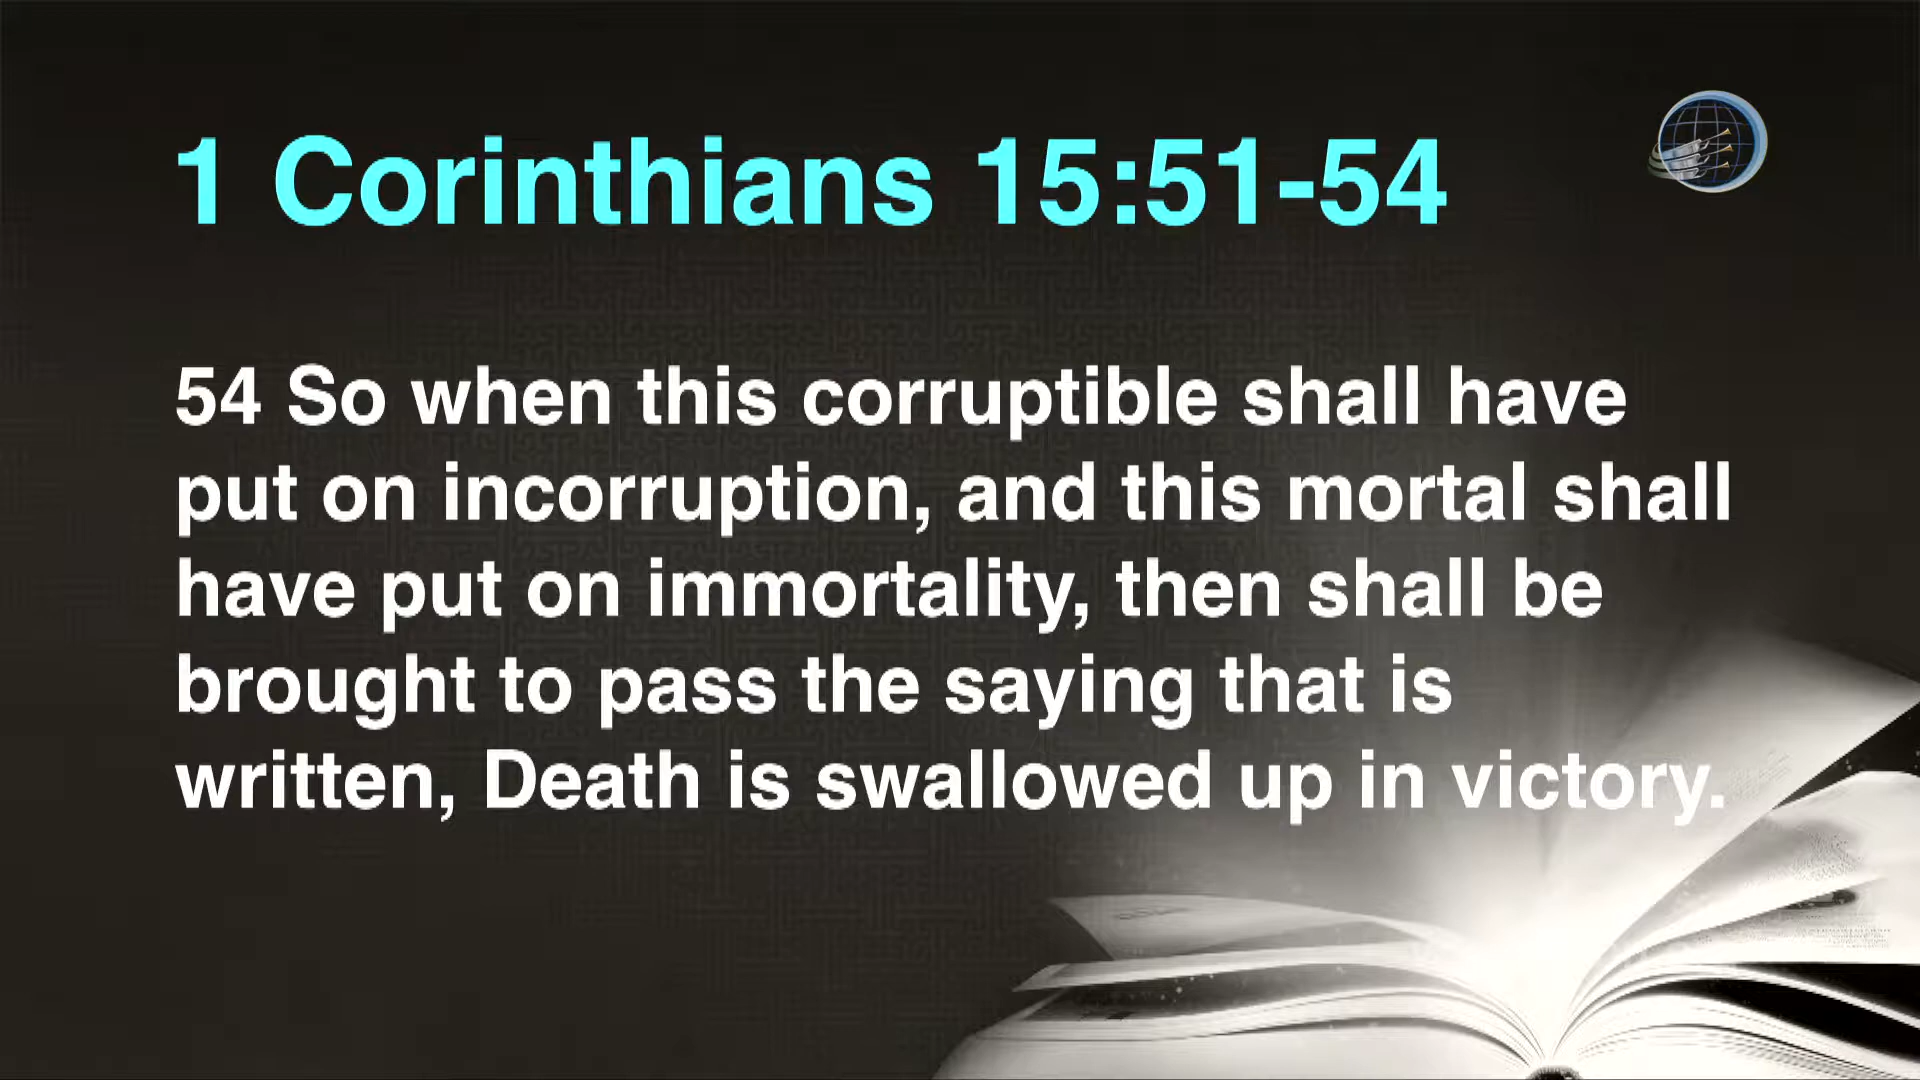 1 Corinthians 15:51-54
54 So when this corruptible shall have
put on incorruption, and this mortal shall
have put on immortality, then shall be
brought to pass the saying that is
written, Death is swallowed up in victory.